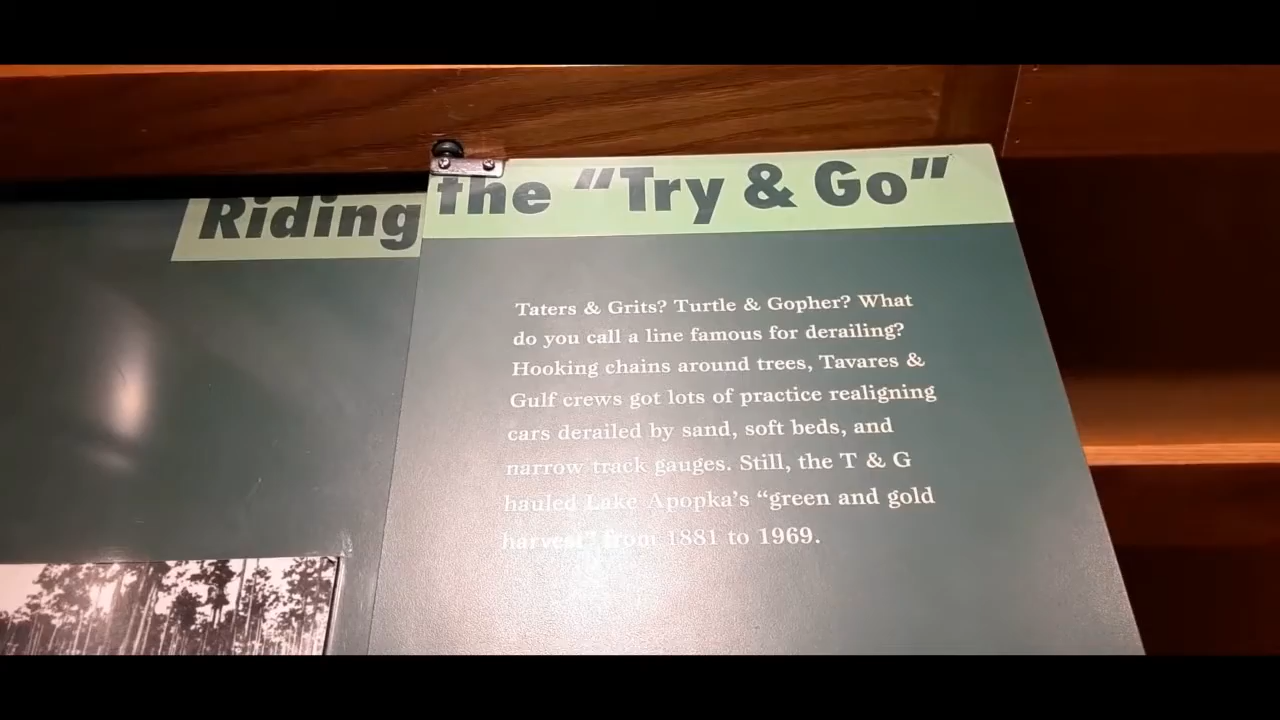 Riding the “Try & Go”
Taters & Grits? Turtle & Gopher? What
do you call a line famous for derailing?
Hooking chains around trees, Tavares &
Gulf crews got lots of practice realigning
cars derailed by sand, soft beds, and
narrow track gauges. Still, the T & G
hauled Lake Apopka’s “green and gold
harvest” from 1881 to 1969.